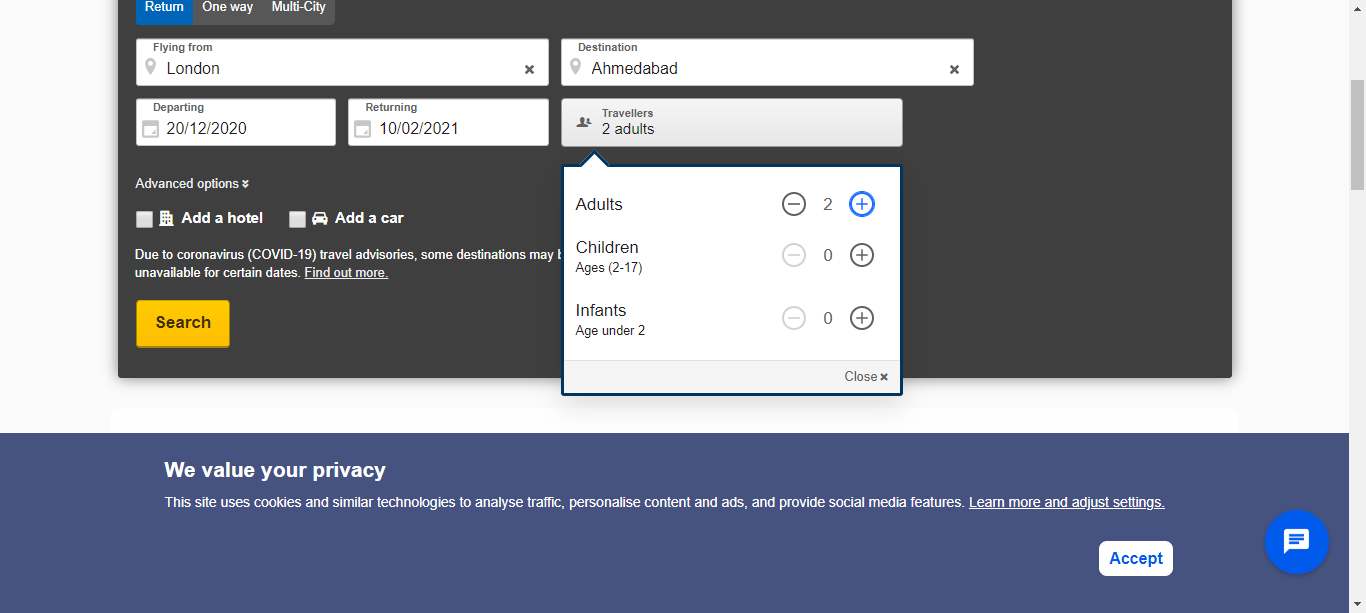 Return One way Multi-City
Flying from
London
Destination
Ahmedabad
Departing
20/12/2020
Returning
10/02/2021
Travellers
2 adults
Advanced options
Add a hotel Add a car
Due to coronavirus (COVID-19) travel advisories, some destinations may
unavailable for certain dates. Find out more.
Search
Adults 2
Children 0
Ages (2-17)
Infants 0
Age under 2
Close
We value your privacy
This site uses cookies and similar technologies to analyse traffic, personalise content and ads, and provide social media features. Learn more and adjust settings.
Accept